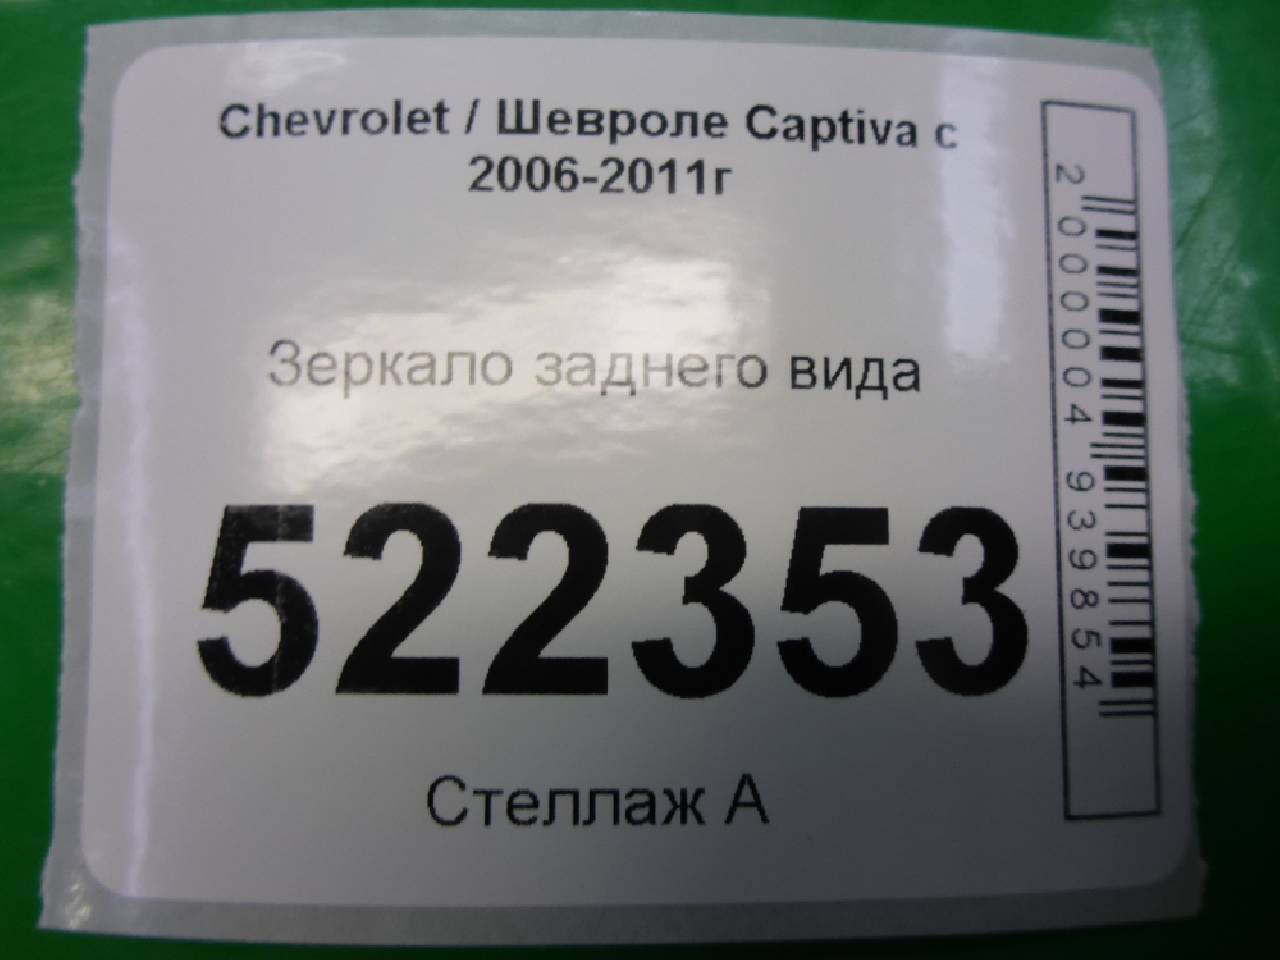 Chevrolet / Шевроле Captiva с
2006-2011г
Зеркало заднего вида
522353
Стеллаж А
2000004939854